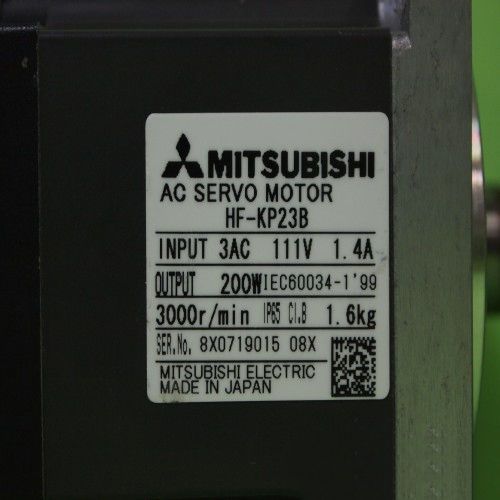 MITSUBISHI
AC SERVO MOTOR
HF-KP23B
INPUT 3AC 111V 1.4A
OUTPUT 200W IEC60034-1'99
3000r/min IP65 Cl.B 1.6kg
SER.No. 8X0719015 08X
MITSUBISHI ELECTRIC
MADE IN JAPAN